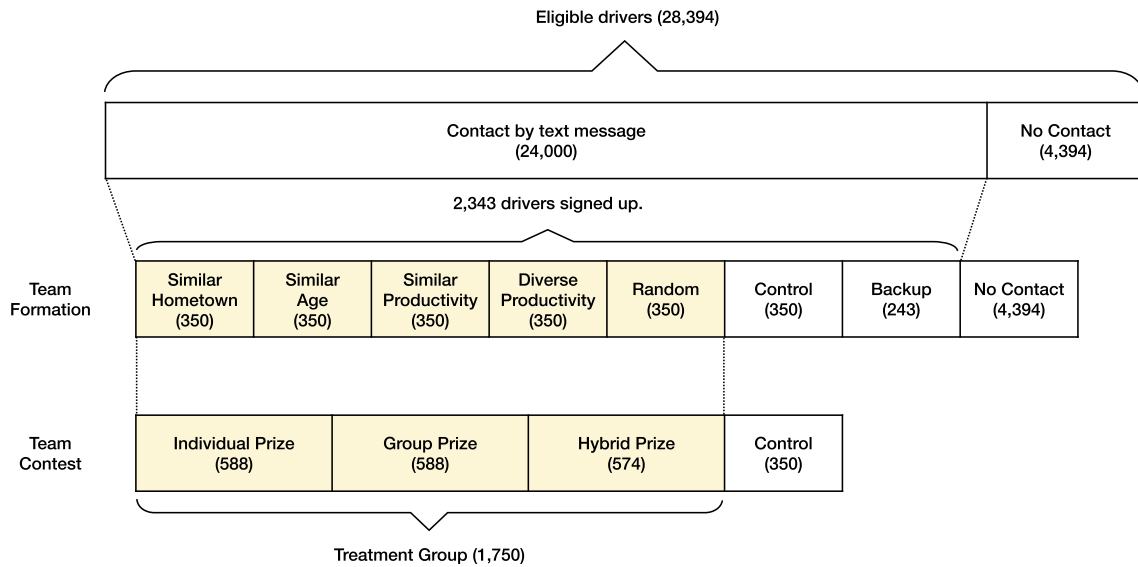 Eligible drivers (28,394)
Contact by text message
(24,000)
No Contact
(4,394)
2,343 drivers signed up.
Team
Formation
Similar
Hometown
(350)
Similar
Age
(350)
Similar
Productivity
(350)
Diverse
Productivity
(350)
Random
(350)
Control
(350)
Backup
(243)
No Contact
(4,394)
Team
Contest
Individual Prize
(588)
Group Prize
(588)
Hybrid Prize
(574)
Control
(350)
Treatment Group (1,750)